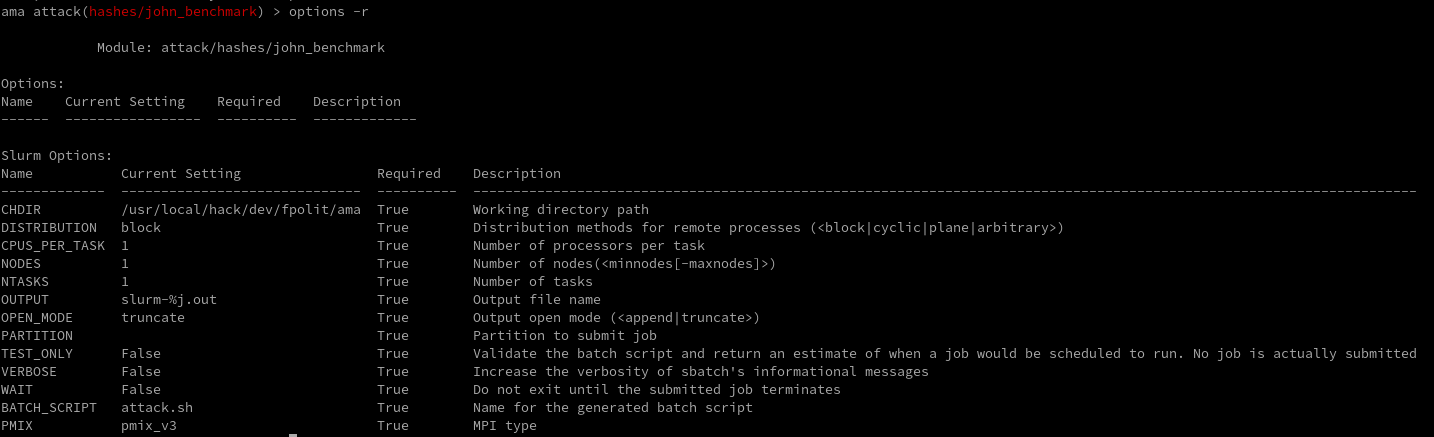 ama attack(hashes/john_benchmark) > options -r
Module: attack/hashes/john_benchmark
Options:
Name    Current Setting    Required    Description
------  -----------------  ----------  -------------
Slurm Options:
Name           Current Setting                 Required    Description
-------------  ------------------------------  ----------  ----------------------------------------------------------------------------------------------------------------------
CHDIR          /usr/local/hack/dev/fpolit/ama  True        Working directory path
DISTRIBUTION   block                           True        Distribution methods for remote processes (<block|cyclic|plane|arbitrary>)
CPUS_PER_TASK  1                               True        Number of processors per task
NODES          1                               True        Number of nodes(<minnodes[-maxnodes]>)
NTASKS         1                               True        Number of tasks
OUTPUT         slurm-%j.out                    True        Output file name
OPEN_MODE      truncate                        True        Output open mode (<append|truncate>)
PARTITION                                      True        Partition to submit job
TEST_ONLY      False                           True        Validate the batch script and return an estimate of when a job would be scheduled to run. No job is actually submitted
VERBOSE        False                           True        Increase the verbosity of sbatch's informational messages
WAIT           False                           True        Do not exit until the submitted job terminates
BATCH_SCRIPT   attack.sh                       True        Name for the generated batch script
PMIX           pmix_v3                         True        MPI type